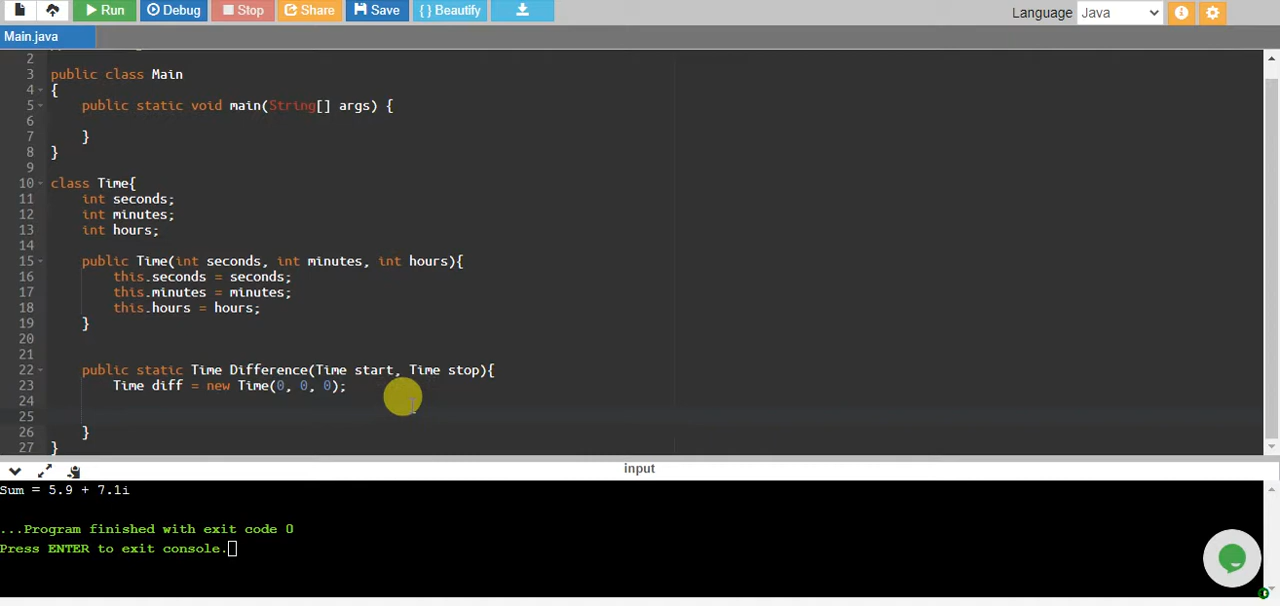 Run Debug Stop Share Save { } Beautify Language Java
Main.java
2
3 public class Main
4 {
5 public static void main(String[] args) {
6
7 }
8 }
9
10 class Time{
11 int seconds;
12 int minutes;
13 int hours;
14
15 public Time(int seconds, int minutes, int hours){
16 this.seconds = seconds;
17 this.minutes = minutes;
18 this.hours = hours;
19 }
20
21
22 public static Time Difference(Time start, Time stop){
23 Time diff = new Time(0, 0, 0);
24
25
26 }
27 }
input
Sum = 5.9 + 7.1i
...Program finished with exit code 0
Press ENTER to exit console.